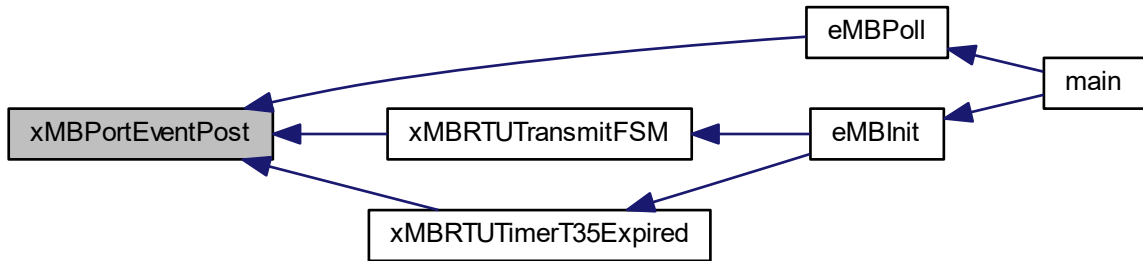 eMBPoll
main
xMBPortEventPost
xMBRTUTransmitFSM
eMBInit
xMBRTUTimerT35Expired